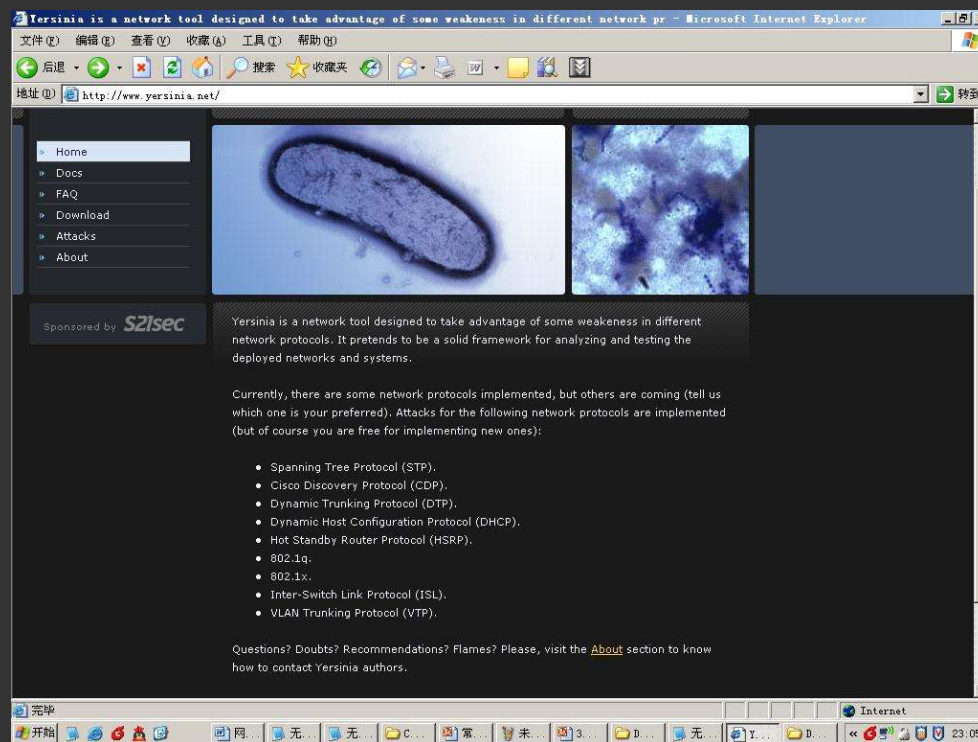 Yersinia is a network tool designed to take advantage of some weakness in different network pr - Microsoft Internet Explorer
文件(F) 编辑(E) 查看(V) 收藏(A) 工具(T) 帮助(H)
后退 搜索 收藏夹
地址(D) http://www.yersinia.net/ 转到
Home
Docs
FAQ
Download
Attacks
About
Sponsored by S21sec
Yersinia is a network tool designed to take advantage of some weakness in different
network protocols. It pretends to be a solid framework for analyzing and testing the
deployed networks and systems.
Currently, there are some network protocols implemented, but others are coming (tell us
which one is your preferred). Attacks for the following network protocols are implemented
(but of course you are free for implementing new ones):
Spanning Tree Protocol (STP).
Cisco Discovery Protocol (CDP).
Dynamic Trunking Protocol (DTP).
Dynamic Host Configuration Protocol (DHCP).
Hot Standby Router Protocol (HSRP).
802.1q.
802.1x.
Inter-Switch Link Protocol (ISL).
VLAN Trunking Protocol (VTP).
Questions? Doubts? Recommendations? Flames? Please, visit the About section to know
how to contact Yersinia authors.
完毕 Internet
开始 网... 无... 无... C... 常... 未... 3... D... 无... Y... D... 23:0